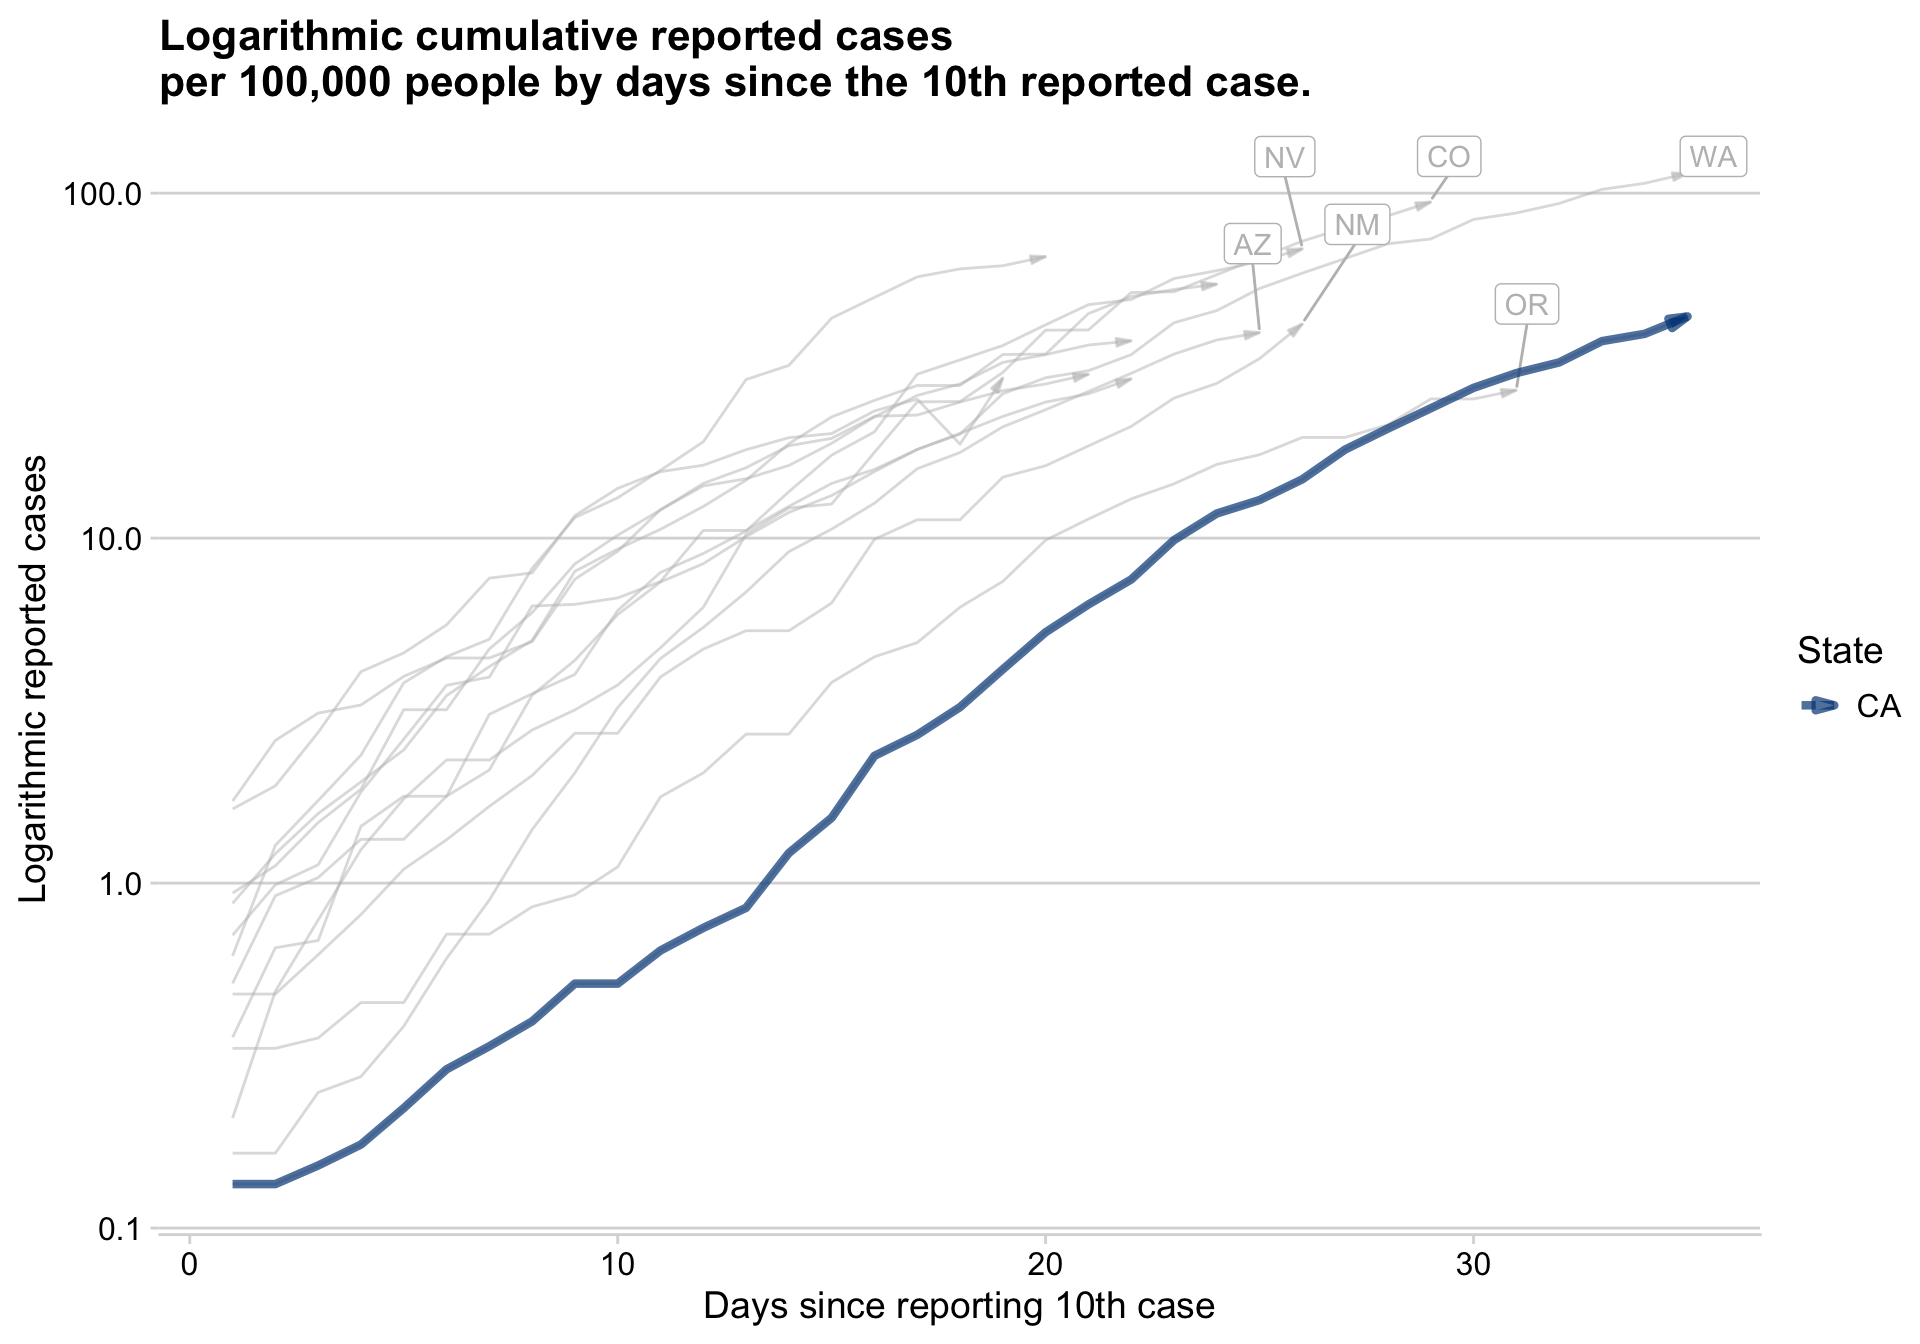 Logarithmic cumulative reported cases
per 100,000 people by days since the 10th reported case.
NV
CO
WA
AZ
NM
OR
100.0
10.0
1.0
0.1
Logarithmic reported cases
0
10
20
30
Days since reporting 10th case
State
CA